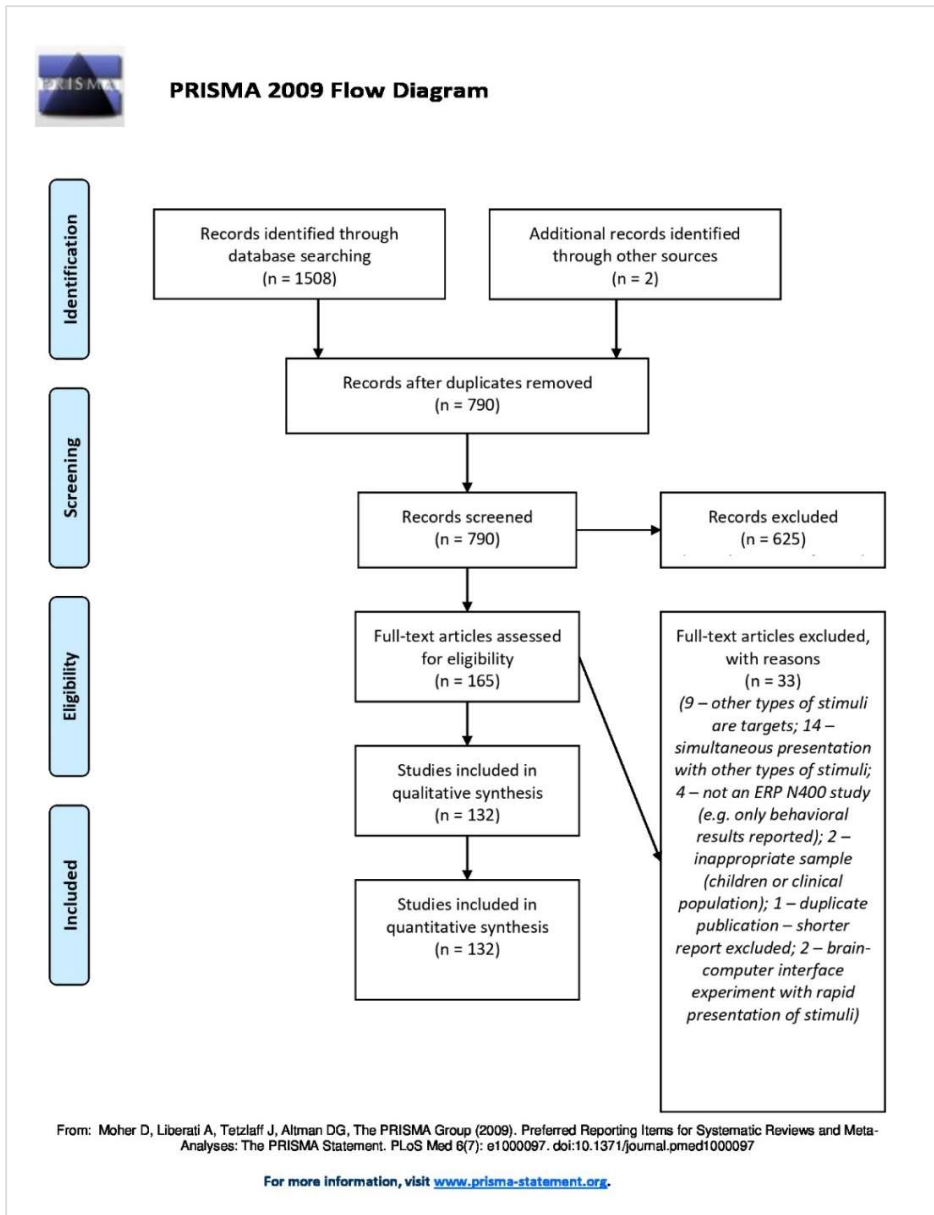 PRISMA
PRISMA 2009 Flow Diagram
Identification
Records identified through
database searching
(n = 1508)
Additional records identified
through other sources
(n = 2)
Records after duplicates removed
(n = 790)
Screening
Records screened
(n = 790)
Records excluded
(n = 625)
Eligibility
Full-text articles assessed
for eligibility
(n = 165)
Full-text articles excluded,
with reasons
(n = 33)
(9 – other types of stimuli
are targets; 14 –
simultaneous presentation
with other types of stimuli;
4 – not an ERP N400 study
(e.g. only behavioral
results reported); 2 –
inappropriate sample
(children or clinical
population); 1 – duplicate
publication – shorter
report excluded; 2 – brain-
computer interface
experiment with rapid
presentation of stimuli)
Studies included in
qualitative synthesis
(n = 132)
Included
Studies included in
quantitative synthesis
(n = 132)
From: Moher D, Liberati A, Tetzlaff J, Altman DG, The PRISMA Group (2009). Preferred Reporting Items for Systematic Reviews and Meta-
Analyses: The PRISMA Statement. PLoS Med 6(7): e1000097. doi:10.1371/journal.pmed1000097
For more information, visit www.prisma-statement.org.